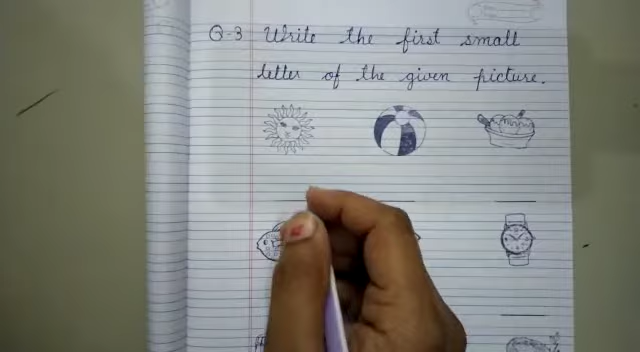 Q-3 Write the first small
letter of the given picture.